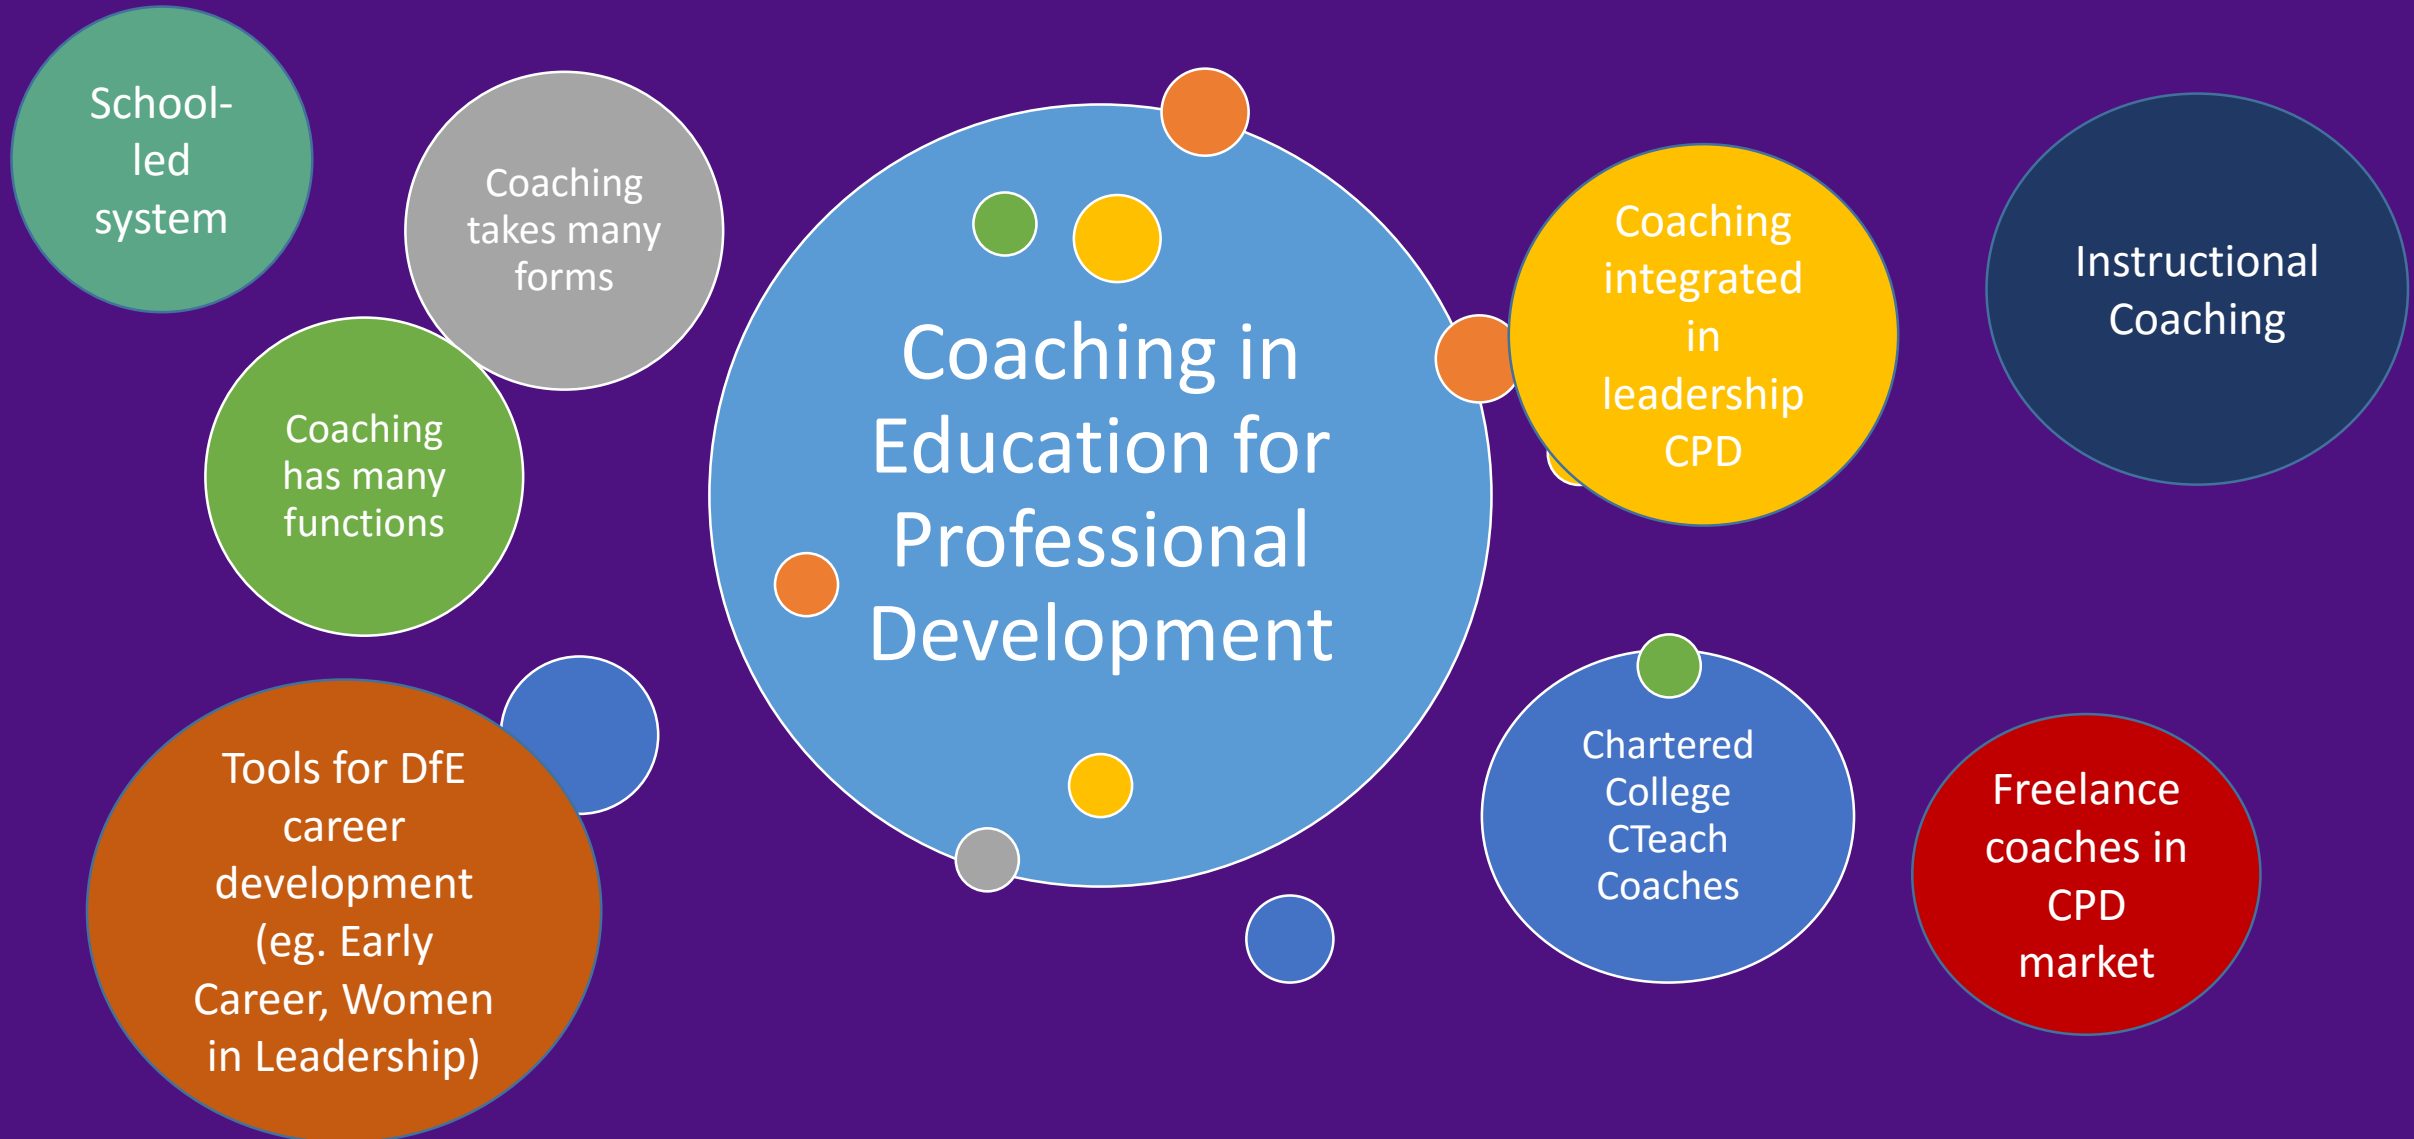 School-
led
system
Coaching
takes many
forms
Coaching
has many
functions
Tools for DfE
career
development
(eg. Early
Career, Women
in Leadership)
Coaching in
Education for
Professional
Development
Coaching
integrated
in
leadership
CPD
Instructional
Coaching
Chartered
College
CTeach
Coaches
Freelance
coaches in
CPD
market